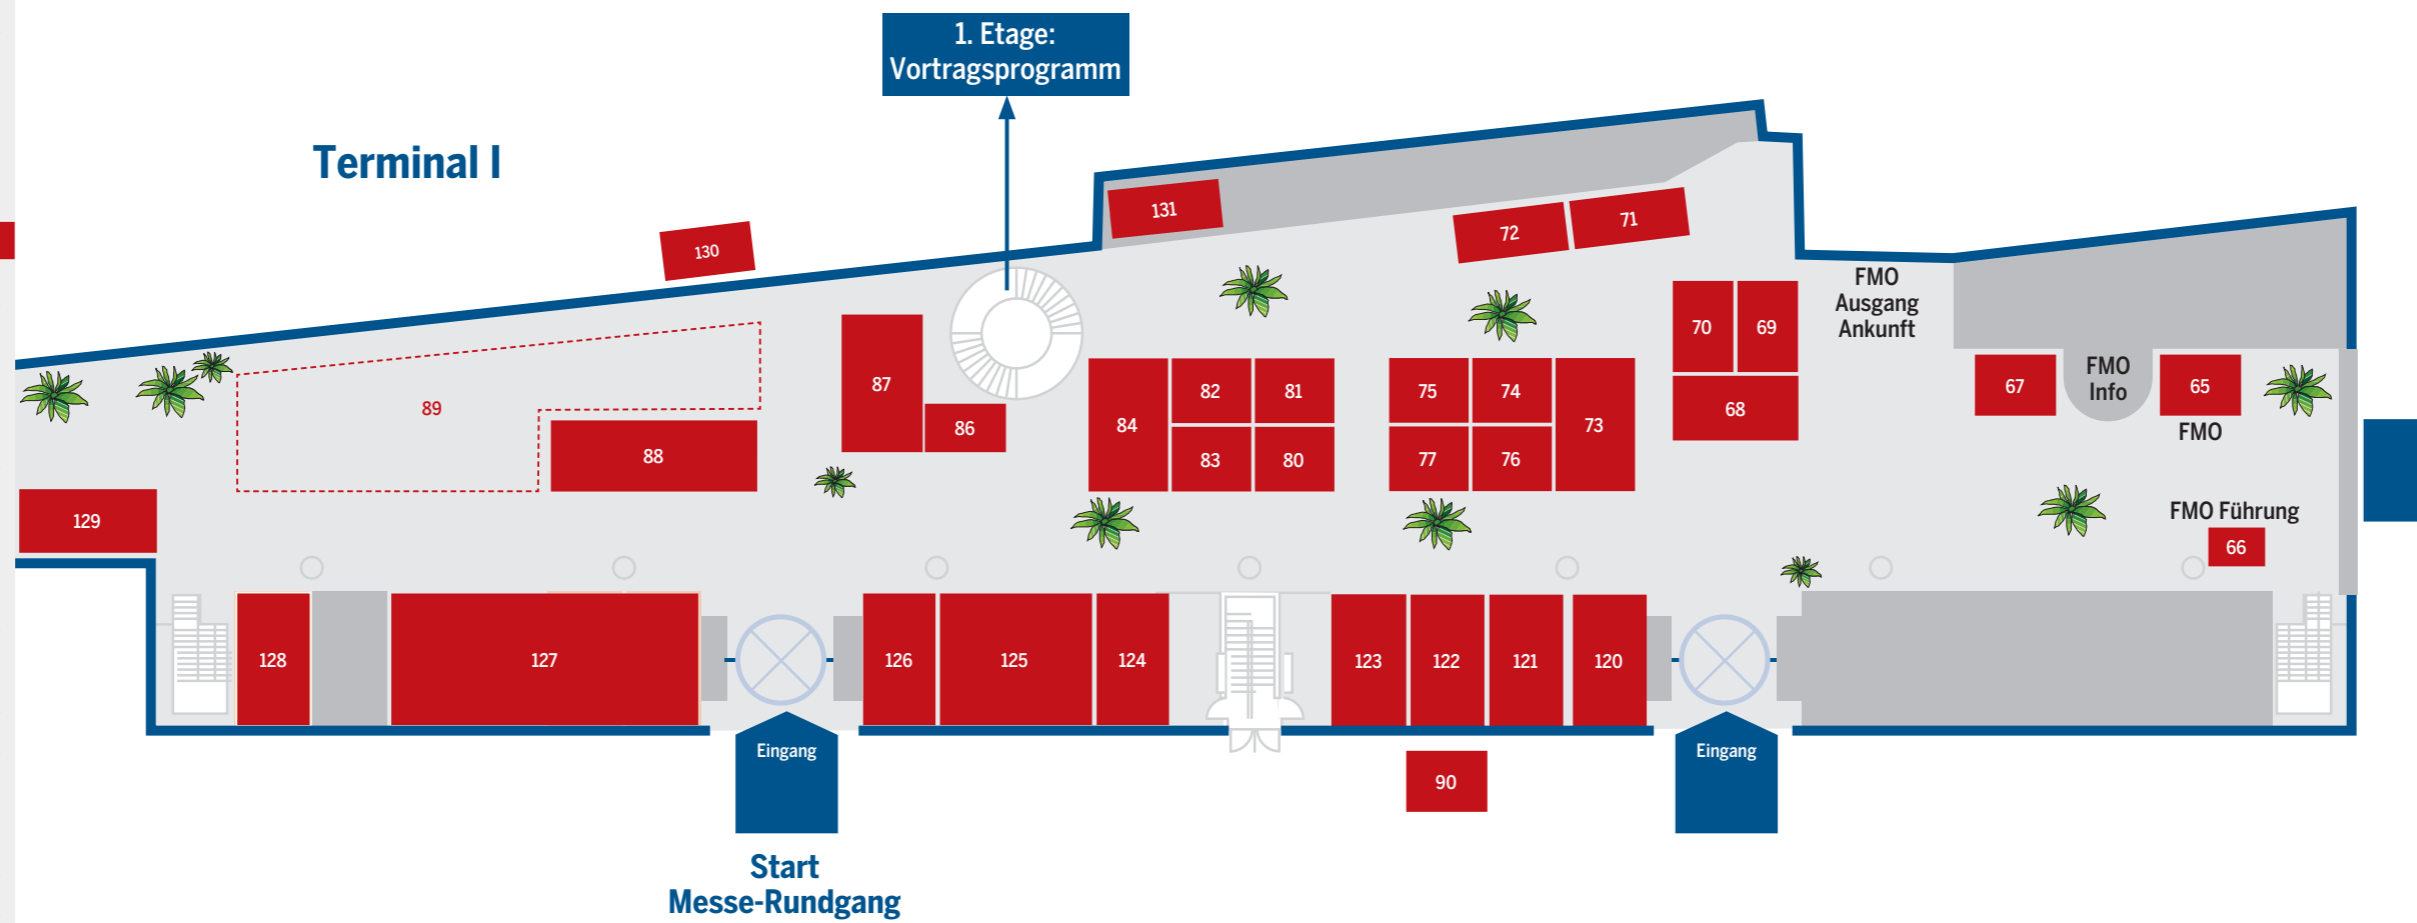 1. Etage:
Vortragsprogramm
Terminal I
131
130
72
71
FMO
Ausgang
Ankunft
70
69
87
82
81
75
74
67
FMO
Info
65
89
86
84
73
68
FMO
88
83
80
77
76
129
FMO Führung
66
128
127
126
125
124
123
122
121
120
Eingang
Eingang
90
Start
Messe-Rundgang